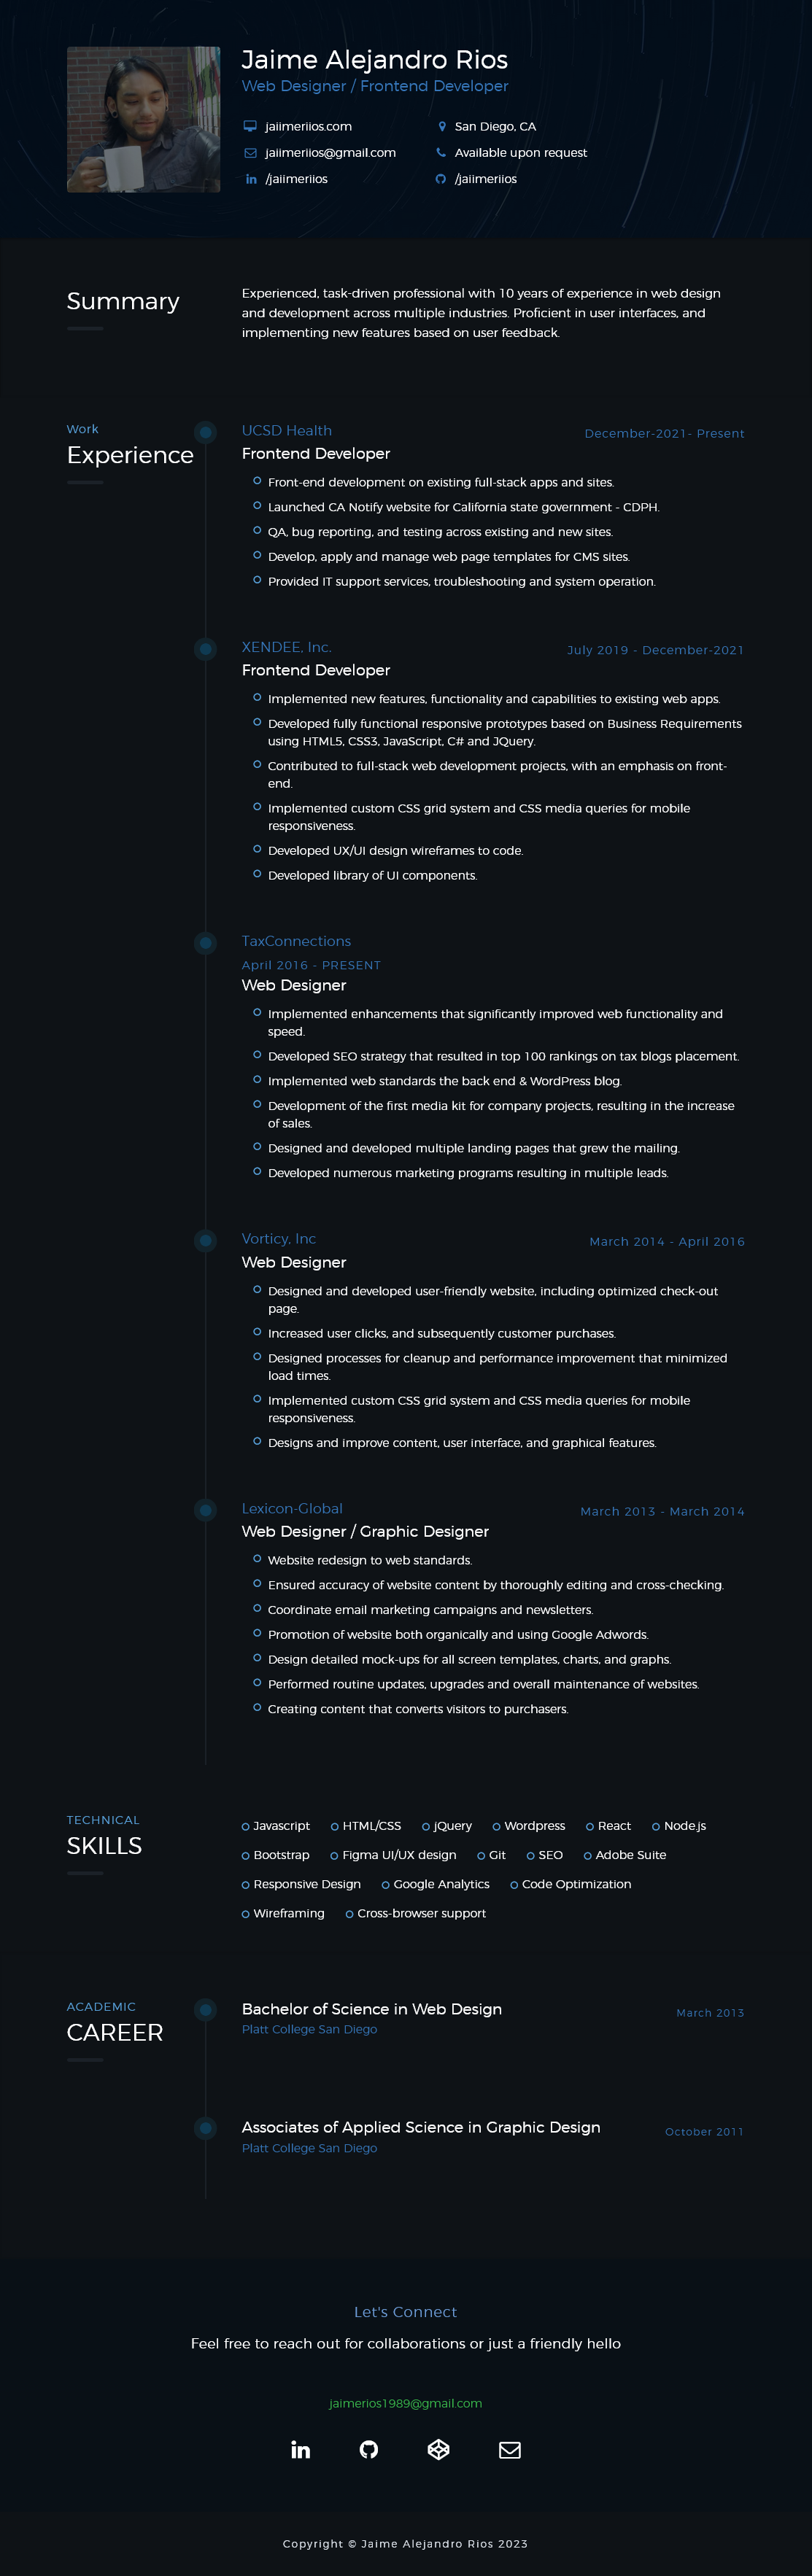 Jaime Alejandro Rios
Web Designer / Frontend Developer
jaiimeriios.com
San Diego, CA
jaiimeriios@gmail.com
Available upon request
/jaiimeriios
/jaiimeriios
Summary
Experienced, task-driven professional with 10 years of experience in web design
and development across multiple industries. Proficient in user interfaces, and
implementing new features based on user feedback.
Work
Experience
UCSD Health
December-2021- Present
Frontend Developer
Front-end development on existing full-stack apps and sites.
Launched CA Notify website for California state government - CDPH.
QA, bug reporting, and testing across existing and new sites.
Develop, apply and manage web page templates for CMS sites.
Provided IT support services, troubleshooting and system operation.
XENDEE, Inc.
July 2019 - December-2021
Frontend Developer
Implemented new features, functionality and capabilities to existing web apps.
Developed fully functional responsive prototypes based on Business Requirements
using HTML5, CSS3, JavaScript, C# and JQuery.
Contributed to full-stack web development projects, with an emphasis on front-
end.
Implemented custom CSS grid system and CSS media queries for mobile
responsiveness.
Developed UX/UI design wireframes to code.
Developed library of UI components.
TaxConnections
April 2016 - PRESENT
Web Designer
Implemented enhancements that significantly improved web functionality and
speed.
Developed SEO strategy that resulted in top 100 rankings on tax blogs placement.
Implemented web standards the back end & WordPress blog.
Development of the first media kit for company projects, resulting in the increase
of sales.
Designed and developed multiple landing pages that grew the mailing.
Developed numerous marketing programs resulting in multiple leads.
Vorticy, Inc
March 2014 - April 2016
Web Designer
Designed and developed user-friendly website, including optimized check-out
page.
Increased user clicks, and subsequently customer purchases.
Designed processes for cleanup and performance improvement that minimized
load times.
Implemented custom CSS grid system and CSS media queries for mobile
responsiveness.
Designs and improve content, user interface, and graphical features.
Lexicon-Global
March 2013 - March 2014
Web Designer / Graphic Designer
Website redesign to web standards.
Ensured accuracy of website content by thoroughly editing and cross-checking.
Coordinate email marketing campaigns and newsletters.
Promotion of website both organically and using Google Adwords.
Design detailed mock-ups for all screen templates, charts, and graphs.
Performed routine updates, upgrades and overall maintenance of websites.
Creating content that converts visitors to purchasers.
TECHNICAL
SKILLS
Javascript HTML/CSS jQuery Wordpress React Node.js
Bootstrap Figma UI/UX design Git SEO Adobe Suite
Responsive Design Google Analytics Code Optimization
Wireframing Cross-browser support
ACADEMIC
CAREER
Bachelor of Science in Web Design
March 2013
Platt College San Diego
Associates of Applied Science in Graphic Design
October 2011
Platt College San Diego
Let's Connect
Feel free to reach out for collaborations or just a friendly hello
jaimerios1989@gmail.com
Copyright © Jaime Alejandro Rios 2023